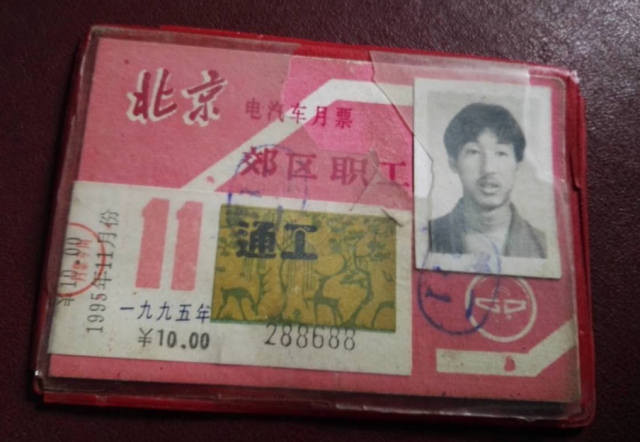 北京
电汽车月票
郊区职工
11
通工
1995年11月份
一九九五年
¥10.00
288688